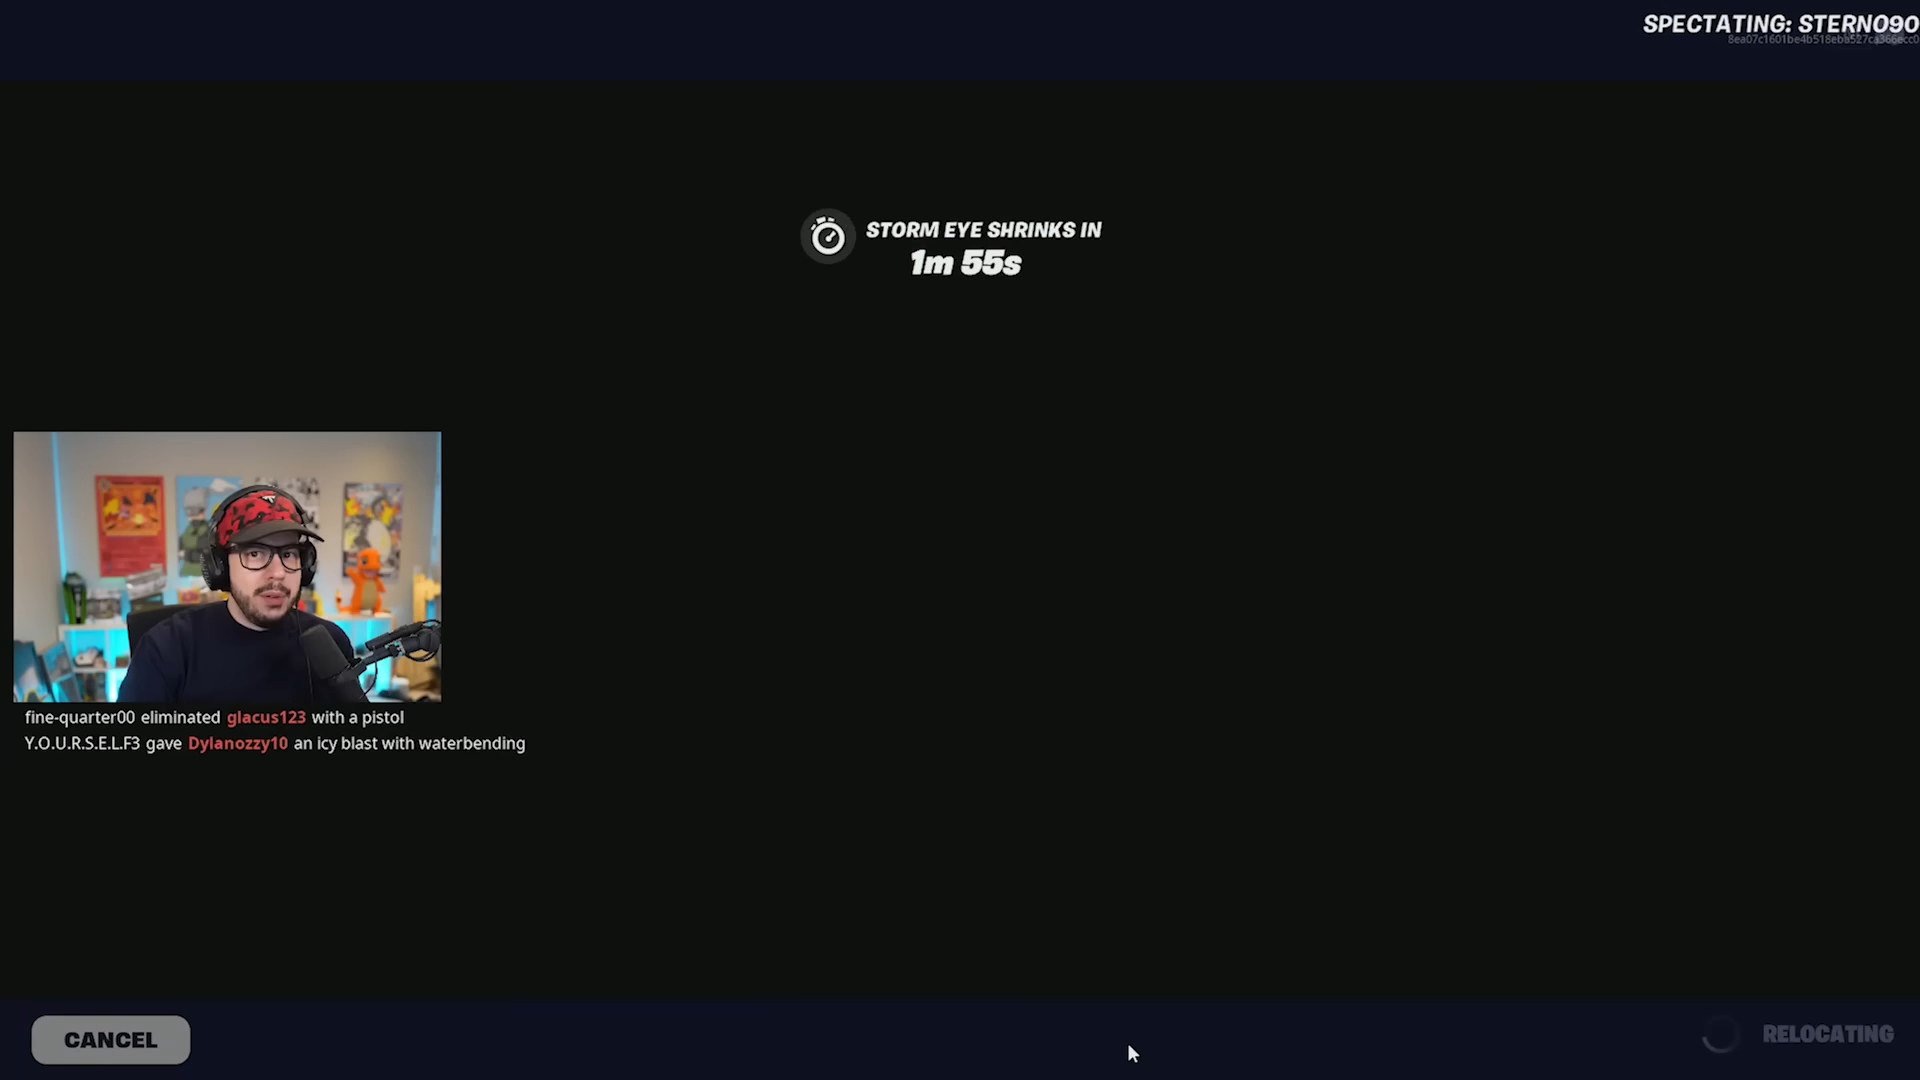 SPECTATING: STERNO90
STORM EYE SHRINKS IN
1m 55s
fine-quarter00 eliminated glacus123 with a pistol
Y.O.U.R.S.E.L.F3 gave Dylanozzy10 an icy blast with waterbending
CANCEL
RELOCATING